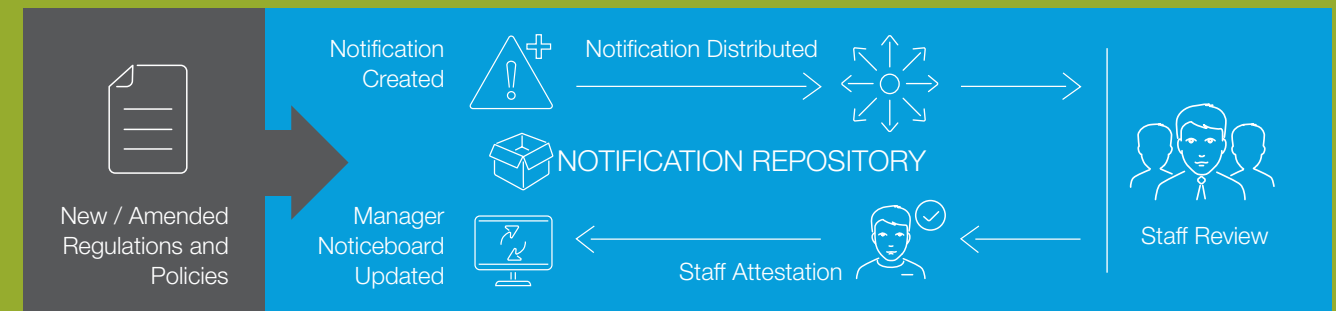 New / Amended
Regulations and
Policies
Notification
Created
Notification Distributed
NOTIFICATION REPOSITORY
Staff Review
Staff Attestation
Manager
Noticeboard
Updated